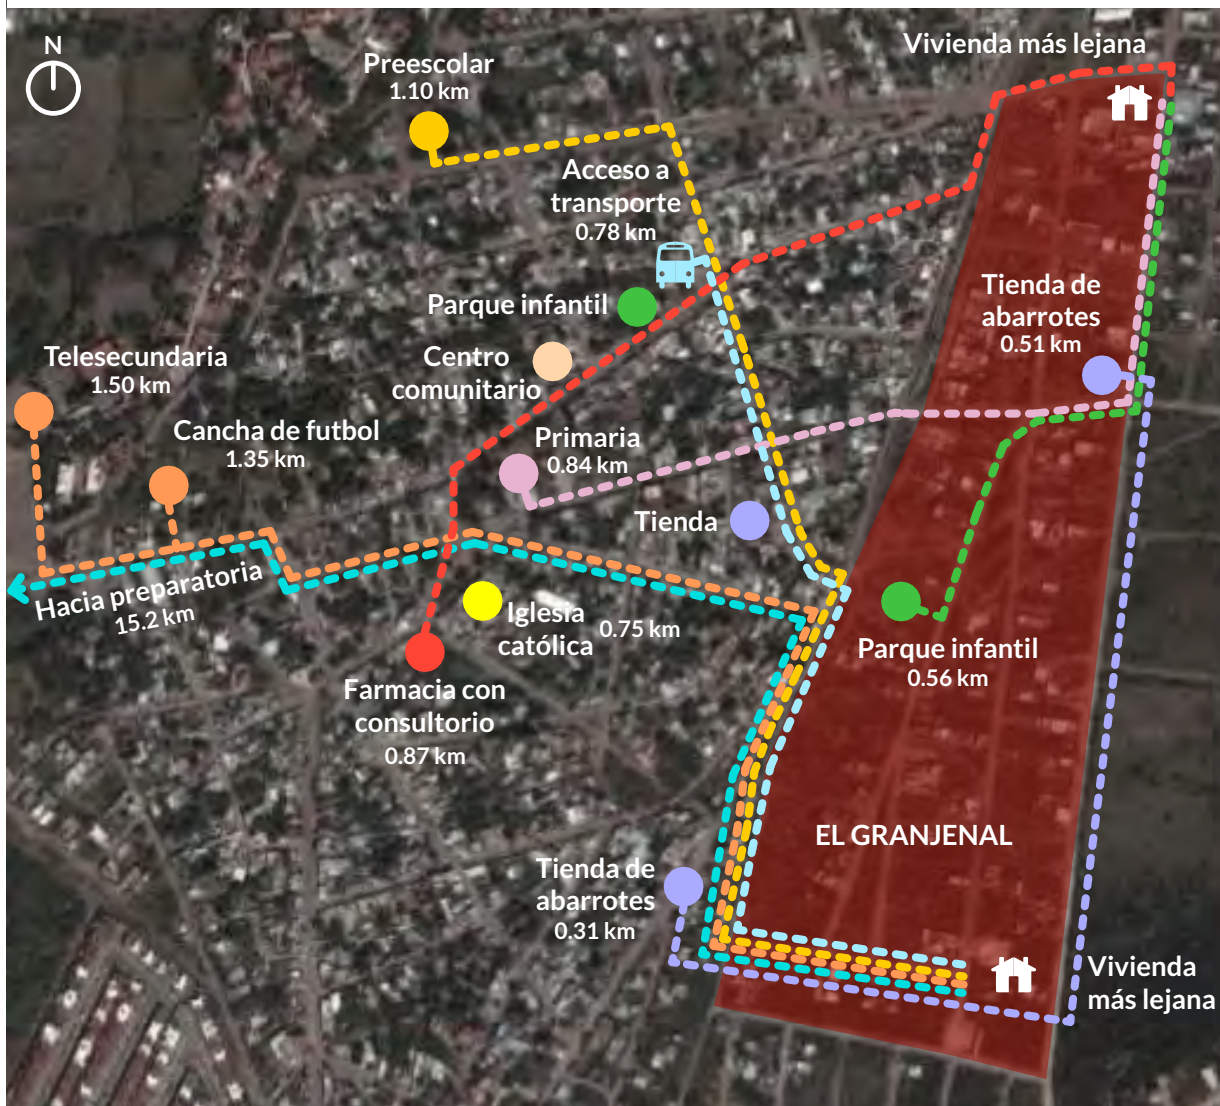 N
Vivienda más lejana
Preescolar
1.10 km
Acceso a
transporte
0.78 km
Parque infantil
Tienda de
abarrotes
0.51 km
Telesecundaria
1.50 km
Centro
comunitario
Cancha de futbol
1.35 km
Primaria
0.84 km
Tienda
Hacia preparatoria
15.2 km
Iglesia
católica
0.75 km
Parque infantil
0.56 km
Farmacia con
consultorio
0.87 km
EL GRANJENAL
Tienda de
abarrotes
0.31 km
Vivienda
más lejana